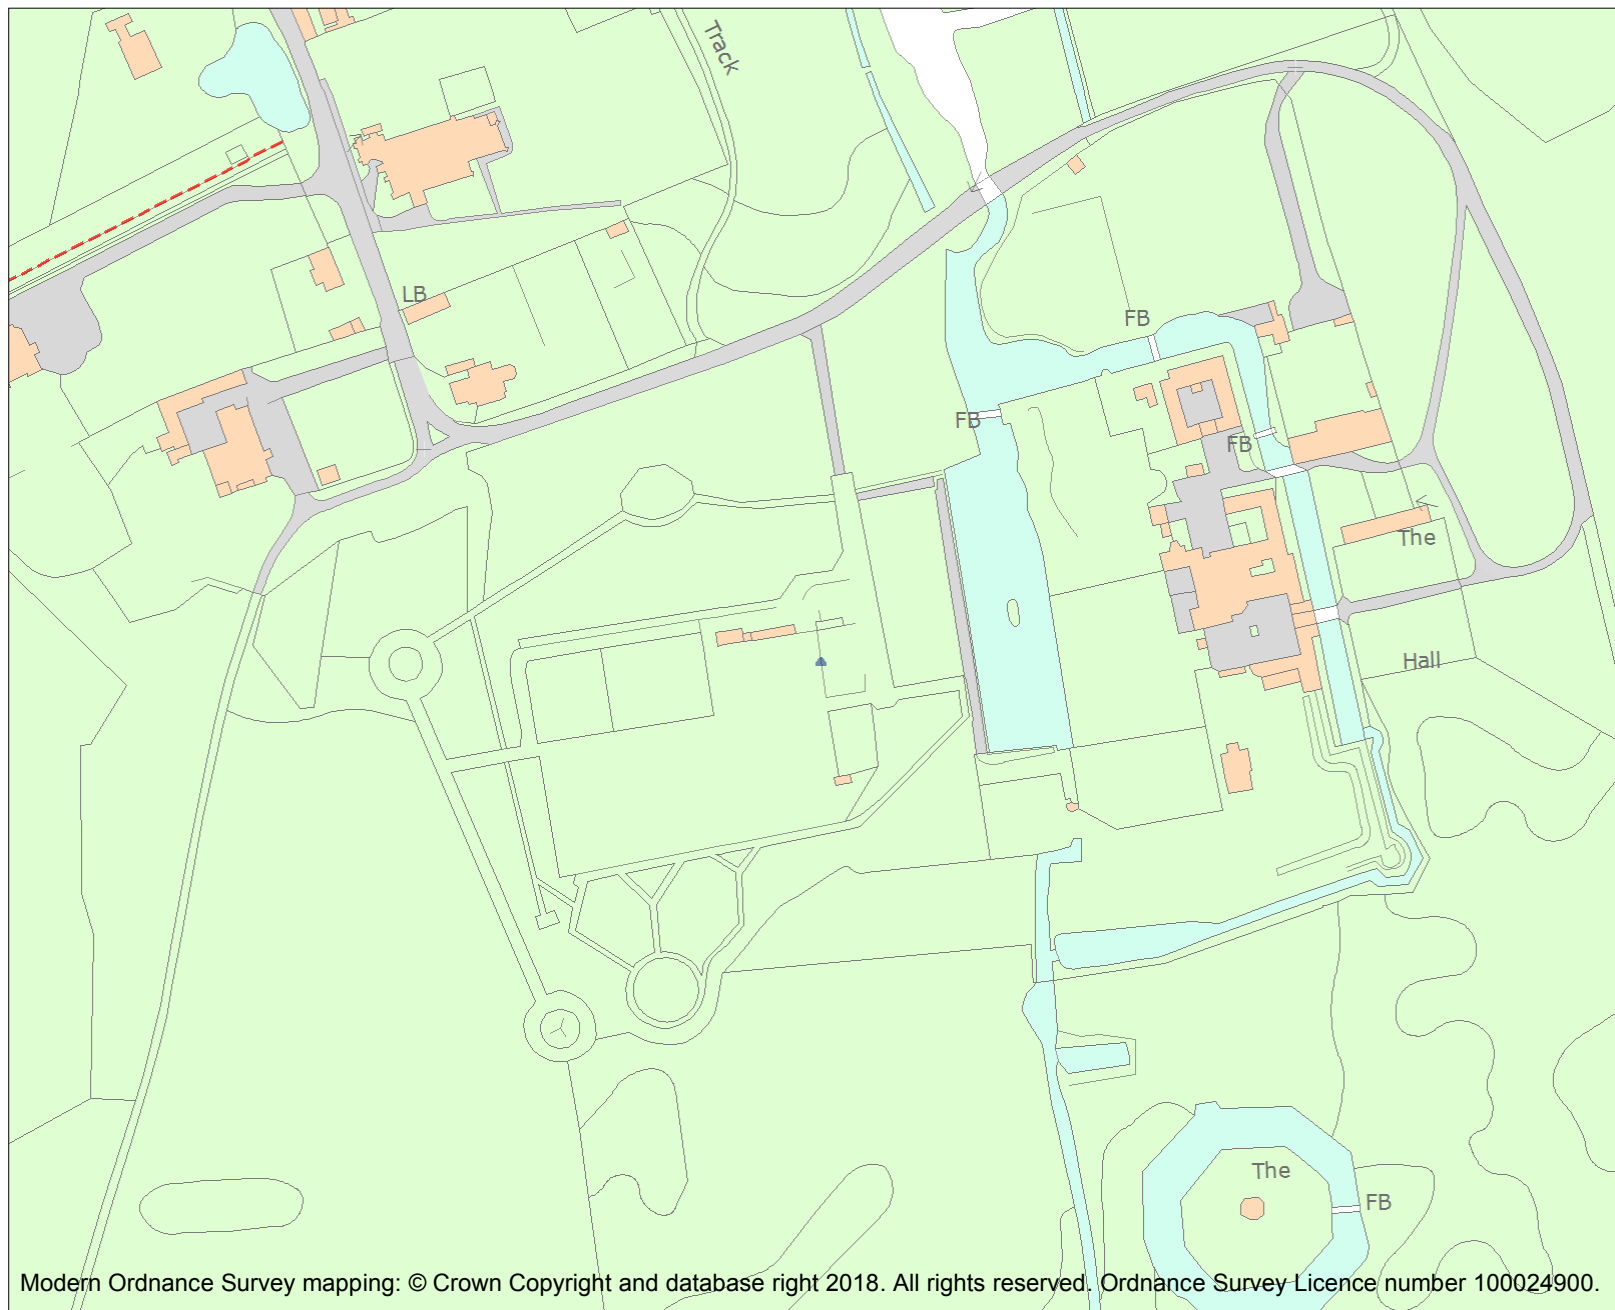 Track
LB
FB
FB
FB
The
Hall
The
FB
Modern Ordnance Survey mapping: © Crown Copyright and database right 2018. All rights reserved. Ordnance Survey Licence number 100024900.